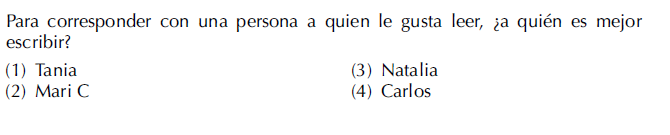 Para corresponder con una persona a quien le gusta leer, ¿a quién es mejor
escribir?
(1) Tania (3) Natalia
(2) Mari C (4) Carlos